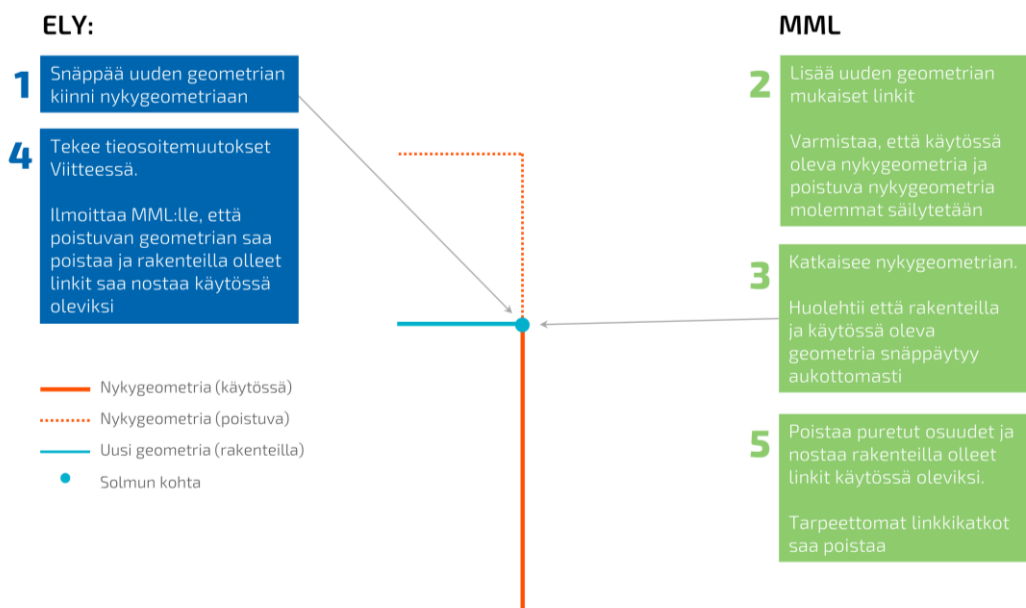 ELY:
1
Snäppää uuden geometrian
kiinni nykygeometriaan
4
Tekee tieosoitemuutokset
Viitteessä.
Ilmoittaa MML:lle, että
poistuvan geometrian saa
poistaa ja rakenteilla olleet
linkit saa nostaa käytössä
oleviksi
Nykygeometria (käytössä)
Nykygeometria (poistuva)
Uusi geometria (rakenteilla)
Solmun kohta
MML
2
Lisää uuden geometrian
mukaiset linkit
Varmistaa, että käytössä
oleva nykygeometria ja
poistuva nykygeometria
molemmat säilytetään
3
Katkaisee nykygeometrian.
Huolehtii että rakenteilla
ja käytössä oleva
geometria snäppäytyy
aukottomasti
5
Poistaa puretut osuudet ja
nostaa rakenteilla olleet
linkit käytössä oleviksi.
Tarpeettomat linkkikatkot
saa poistaa